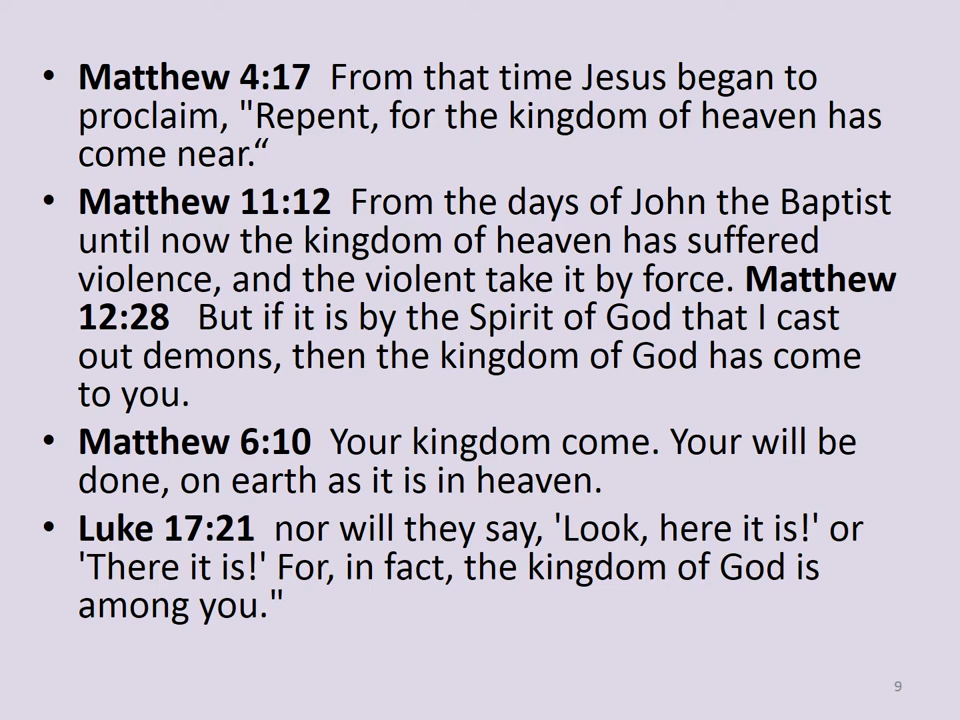 • Matthew 4:17  From that time Jesus began to
proclaim, "Repent, for the kingdom of heaven has
come near.“
• Matthew 11:12  From the days of John the Baptist
until now the kingdom of heaven has suffered
violence, and the violent take it by force. Matthew
12:28   But if it is by the Spirit of God that I cast
out demons, then the kingdom of God has come
to you.
• Matthew 6:10  Your kingdom come. Your will be
done, on earth as it is in heaven.
• Luke 17:21  nor will they say, 'Look, here it is!' or
'There it is!' For, in fact, the kingdom of God is
among you."
9